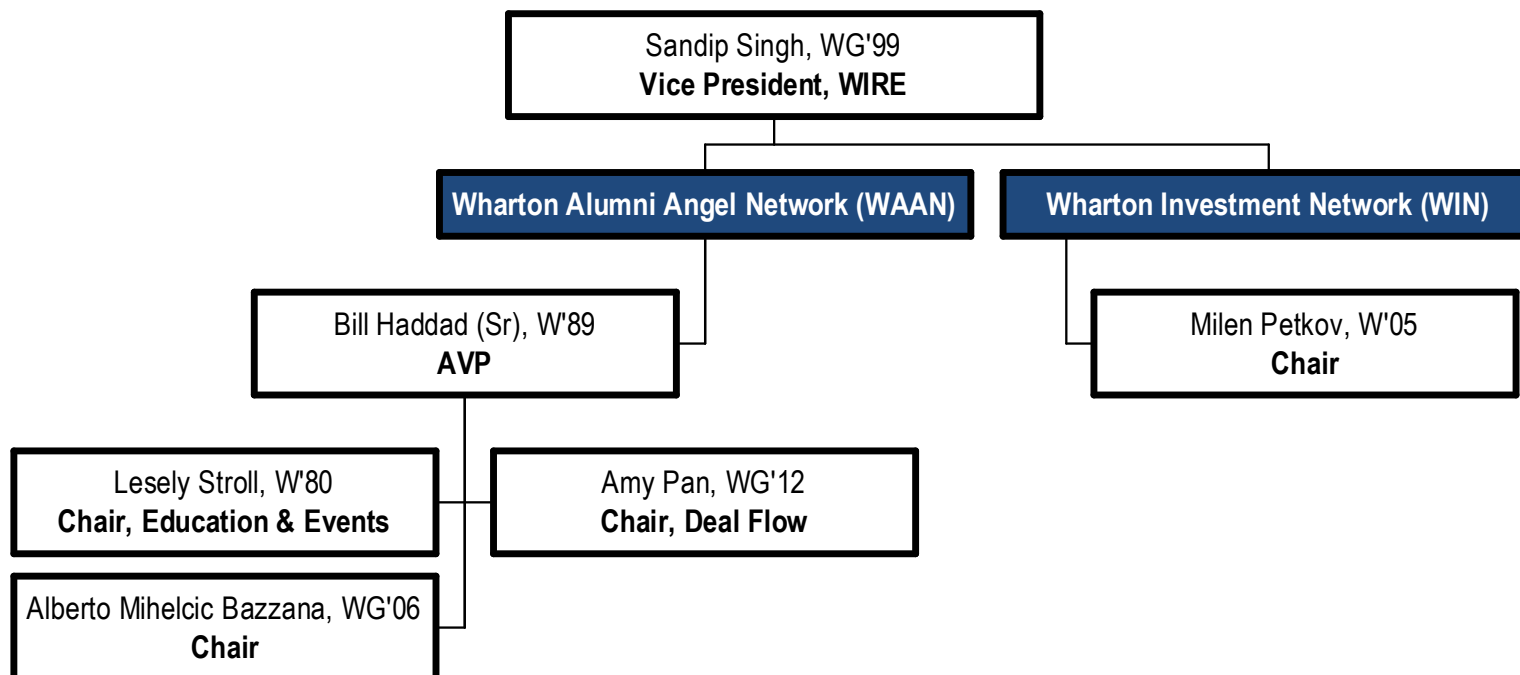 Sandip Singh, WG'99
Vice President, WIRE
Wharton Alumni Angel Network (WAAN)
Wharton Investment Network (WIN)
Bill Haddad (Sr), W'89
AVP
Milen Petkov, W'05
Chair
Lesely Stroll, W'80
Chair, Education & Events
Amy Pan, WG'12
Chair, Deal Flow
Alberto Mihelcic Bazzana, WG'06
Chair